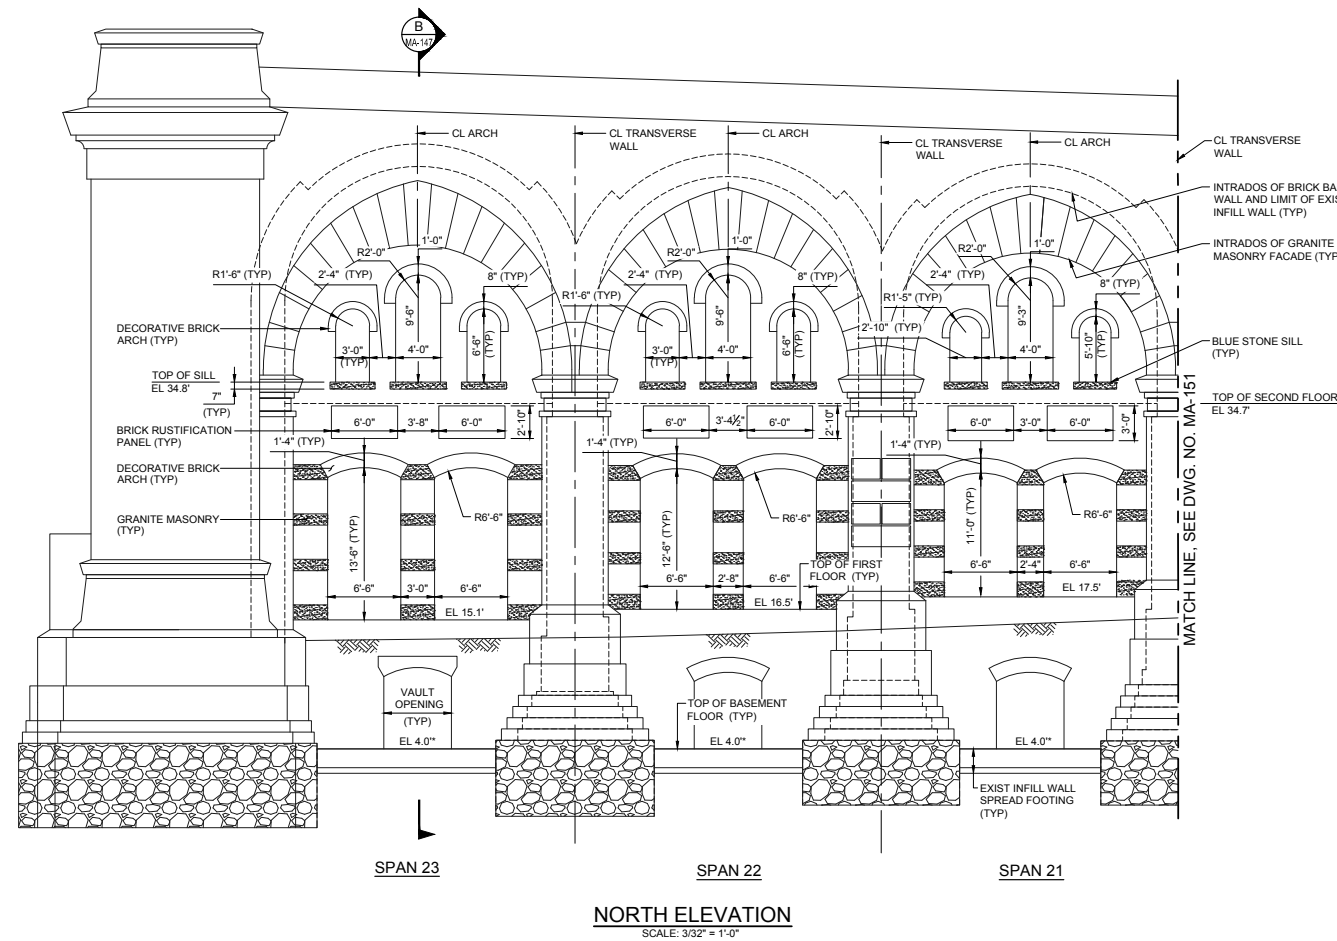 B
MA-147
CL ARCH
CL TRANSVERSE
WALL
CL ARCH
CL TRANSVERSE
WALL
CL ARCH
CL TRANSVERSE
WALL
INTRADOS OF BRICK BA
WALL AND LIMIT OF EXIS
INFILL WALL (TYP)
INTRADOS OF GRANITE
MASONRY FACADE (TYP
BLUE STONE SILL
(TYP)
TOP OF SECOND FLOOR
EL 34.7'
MATCH LINE, SEE DWG. NO. MA-151
R1'-6" (TYP)
2'-4" (TYP)
R2'-0"
1'-0"
8" (TYP)
9'-6"
3'-0"
(TYP)
4'-0"
6'-6"
(TYP)
R1'-6" (TYP)
2'-4" (TYP)
R2'-0"
1'-0"
8" (TYP)
9'-6"
3'-0"
(TYP)
4'-0"
6'-6"
(TYP)
R1'-5" (TYP)
2'-4" (TYP)
R2'-0"
1'-0"
8" (TYP)
2'-10" (TYP)
9'-3"
4'-0"
5'-10"
(TYP)
DECORATIVE BRICK
ARCH (TYP)
TOP OF SILL
EL 34.8'
7"
(TYP)
BRICK RUSTIFICATION
PANEL (TYP)
1'-4" (TYP)
DECORATIVE BRICK
ARCH (TYP)
GRANITE MASONRY
(TYP)
6'-0"
3'-8"
6'-0"
2'-10"
6'-0"
3'-4½"
6'-0"
2'-10"
6'-0"
3'-0"
6'-0"
3'-0"
1'-4" (TYP)
1'-4" (TYP)
R6'-6"
R6'-6"
R6'-6"
13'-6" (TYP)
12'-6" (TYP)
11'-0" (TYP)
TOP OF FIRST
FLOOR (TYP)
6'-6"
3'-0"
6'-6"
EL 15.1'
6'-6"
2'-8"
6'-6"
EL 16.5'
6'-6"
2'-4"
6'-6"
EL 17.5'
VAULT
OPENING
(TYP)
EL 4.0'*
TOP OF BASEMENT
FLOOR (TYP)
EL 4.0'*
EL 4.0'*
EXIST INFILL WALL
SPREAD FOOTING
(TYP)
SPAN 23
SPAN 22
SPAN 21
NORTH ELEVATION
SCALE: 3/32" = 1'-0"